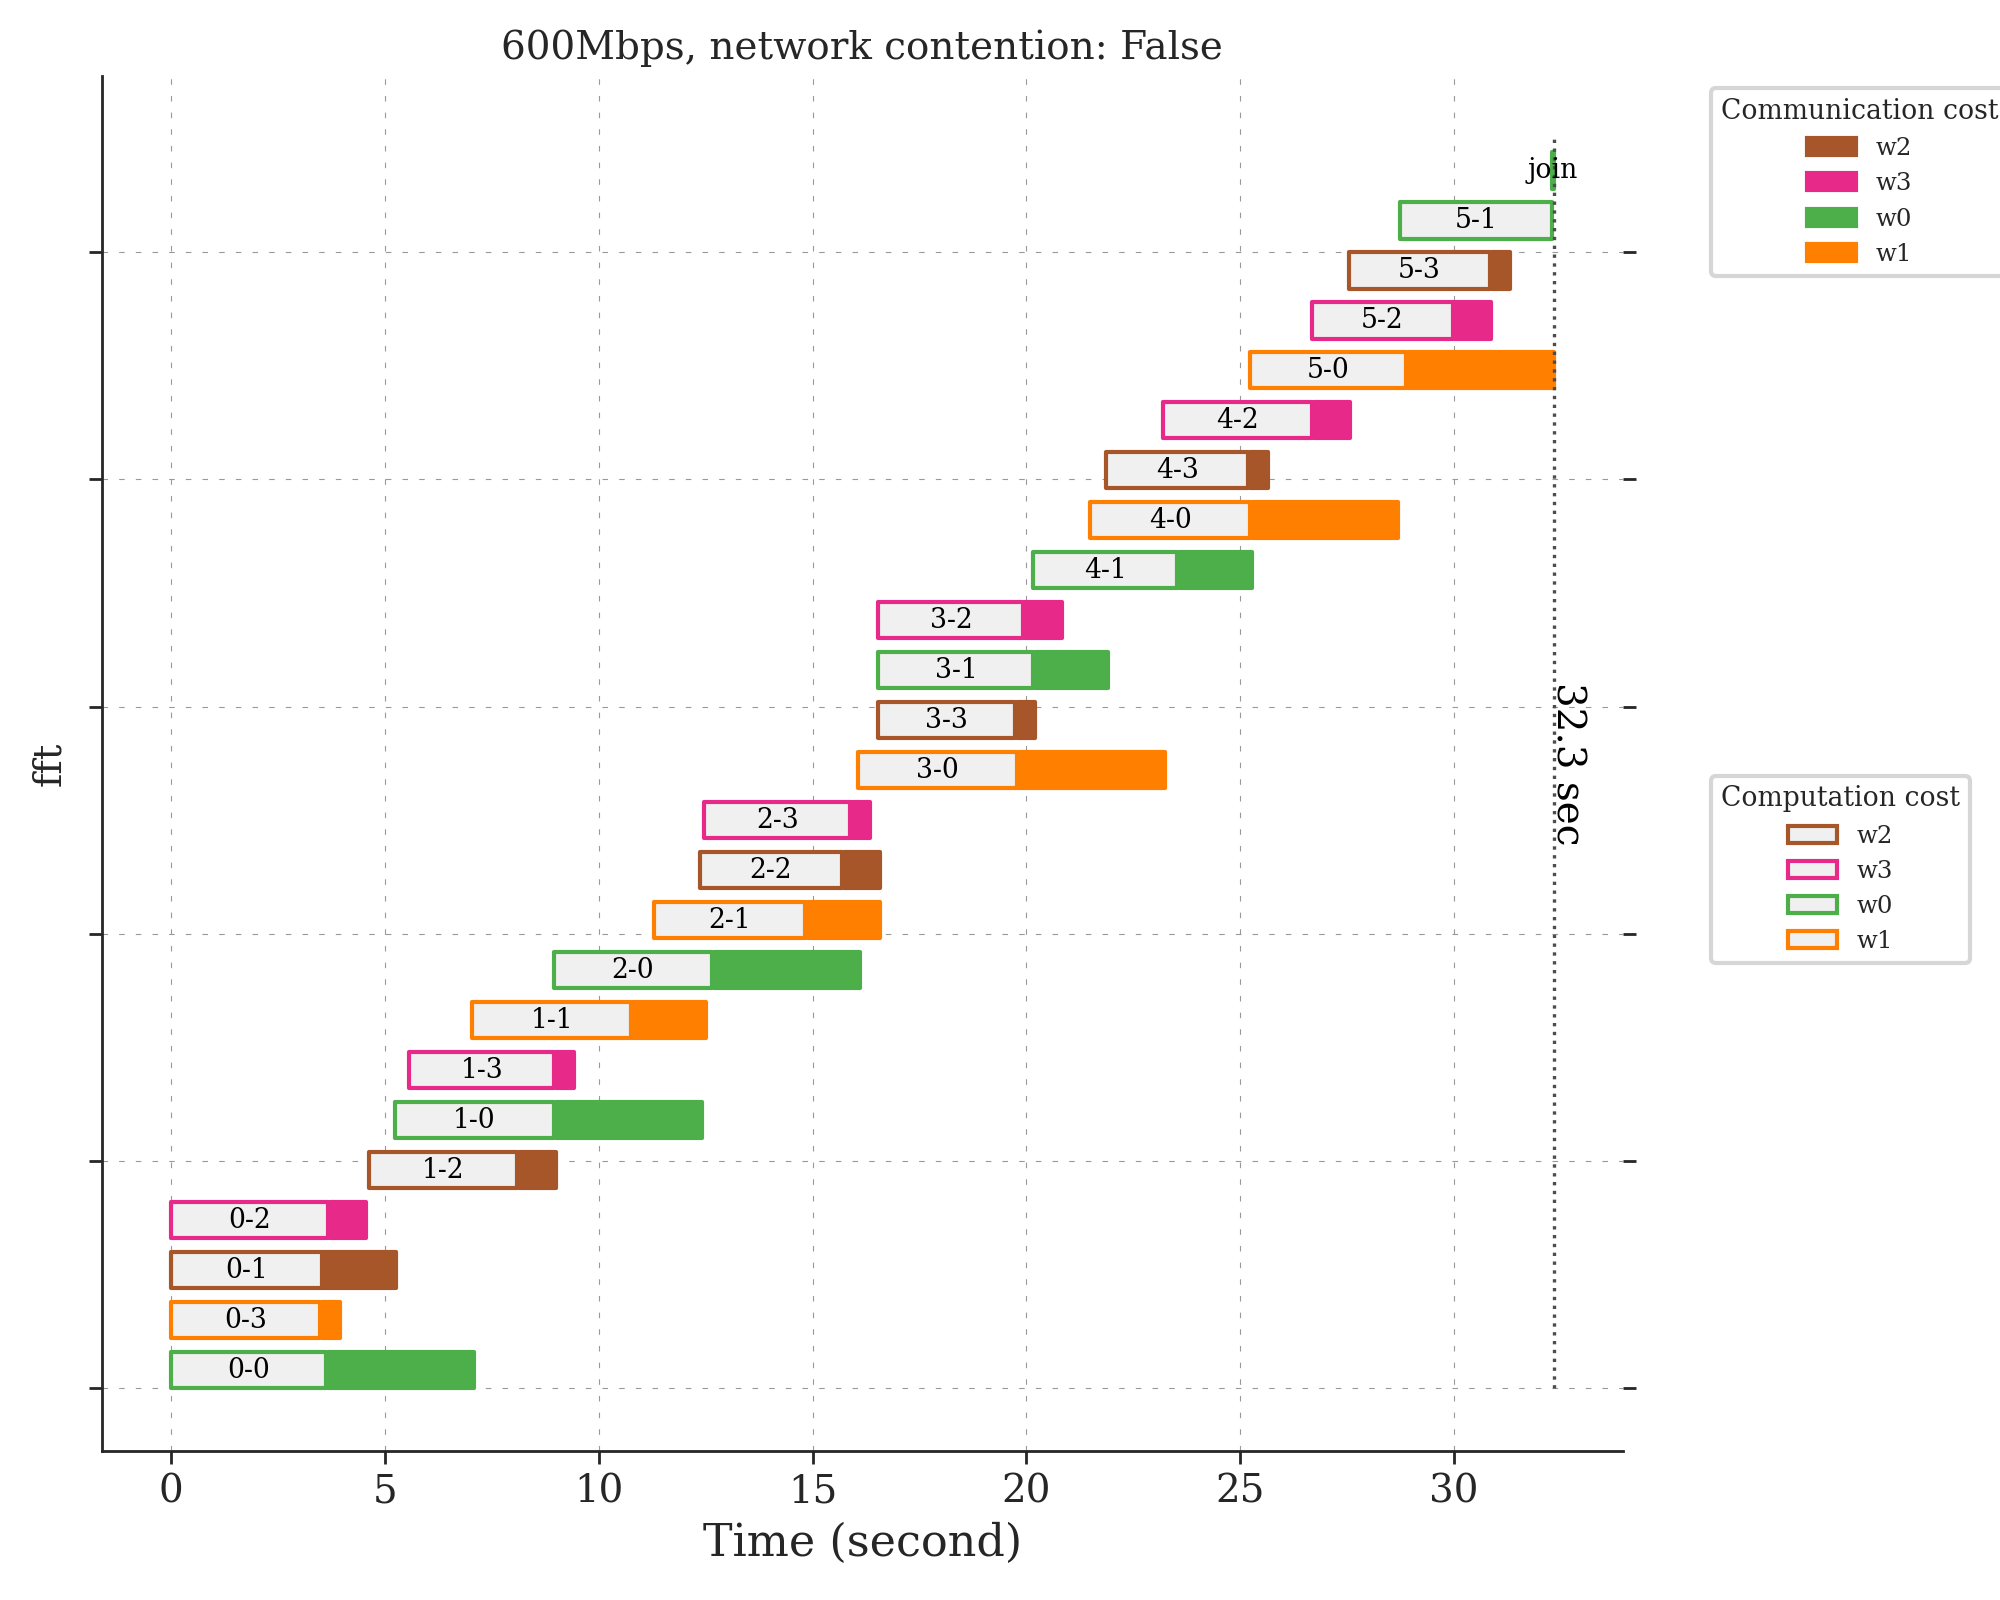 600Mbps, network contention: False
Communication cost
w2
w3
w0
w1
join
5-1
5-3
5-2
5-0
4-2
4-3
4-0
4-1
3-2
3-1
3-3
3-0
2-3
2-2
2-1
2-0
1-1
1-3
1-0
1-2
0-2
0-1
0-3
0-0
32.3 sec
fft
Computation cost
w2
w3
w0
w1
0 5 10 15 20 25 30
Time (second)